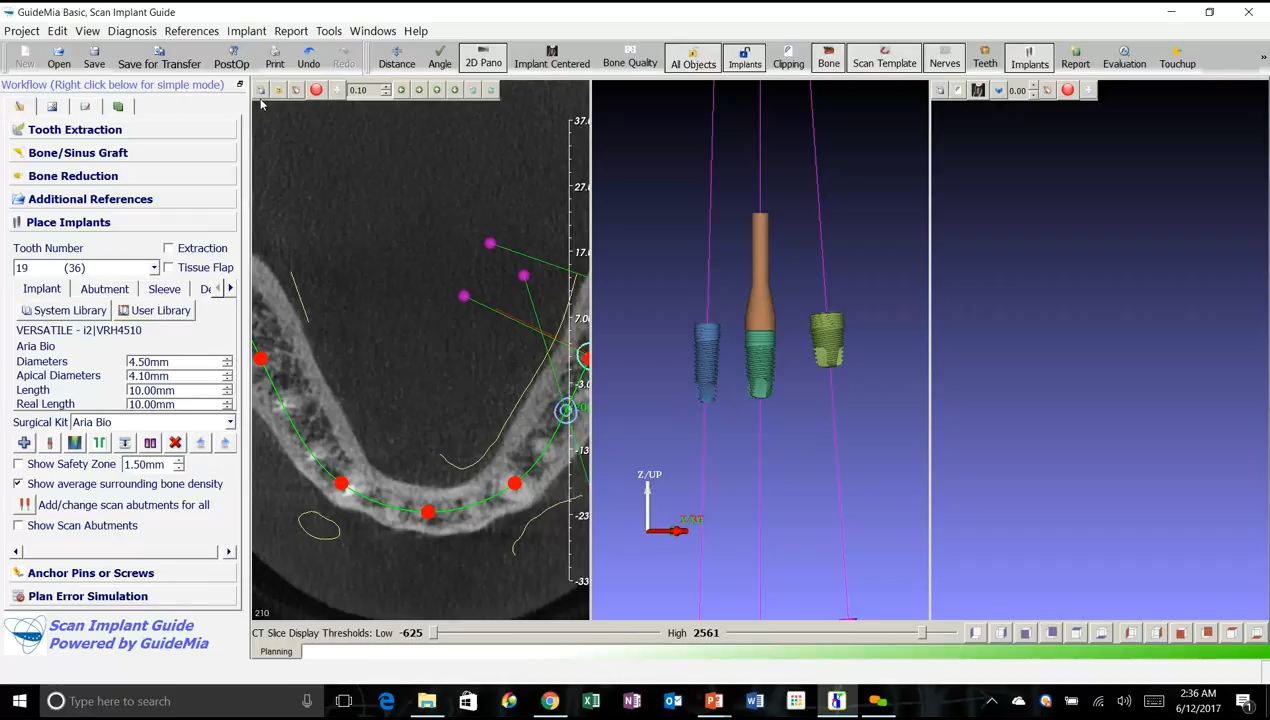 GuideMia Basic, Scan Implant Guide
Project Edit View Diagnosis References Implant Report Tools Windows Help
New Open Save Save for Transfer PostOp Print Undo Redo Distance Angle 2D Pano Implant Centered Bone Quality All Objects Implants Clipping Bone Scan Template Nerves Teeth Implants Report Evaluation Touchup
Workflow (Right click below for simple mode)
0.10
0.00
Tooth Extraction
Bone/Sinus Graft
Bone Reduction
Additional References
Place Implants
Tooth Number Extraction
19 (36) Tissue Flap
Implant Abutment Sleeve
System Library User Library
VERSATILE - i2|VRH4510
Aria Bio
Diameters 4.50mm
Apical Diameters 4.10mm
Length 10.00mm
Real Length 10.00mm
Surgical Kit Aria Bio
Show Safety Zone 1.50mm
Show average surrounding bone density
Add/change scan abutments for all
Show Scan Abutments
Anchor Pins or Screws
Plan Error Simulation
Scan Implant Guide
Powered by GuideMia
37.
27.
17.
7.0
-3.
-13
-23
-33
210
Z/UP
CT Slice Display Thresholds: Low -625 High 2561
Planning
Type here to search
2:36 AM
6/12/2017